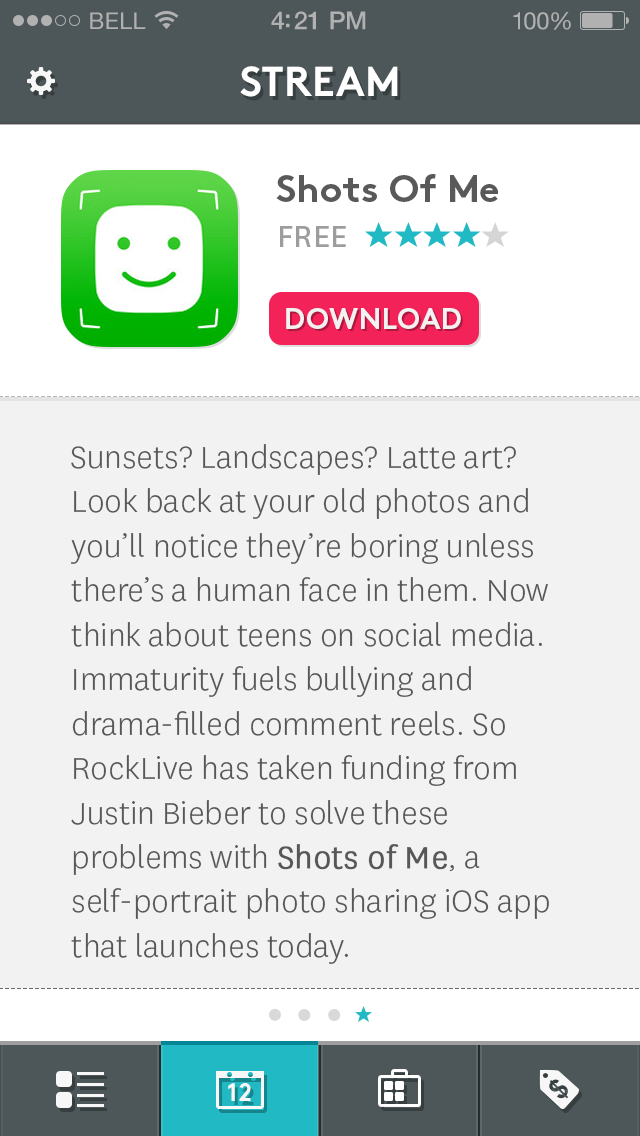 BELL 4:21 PM 100%
STREAM
Shots Of Me
FREE
DOWNLOAD
Sunsets? Landscapes? Latte art?
Look back at your old photos and
you’ll notice they’re boring unless
there’s a human face in them. Now
think about teens on social media.
Immaturity fuels bullying and
drama-filled comment reels. So
RockLive has taken funding from
Justin Bieber to solve these
problems with Shots of Me, a
self-portrait photo sharing iOS app
that launches today.
12
$